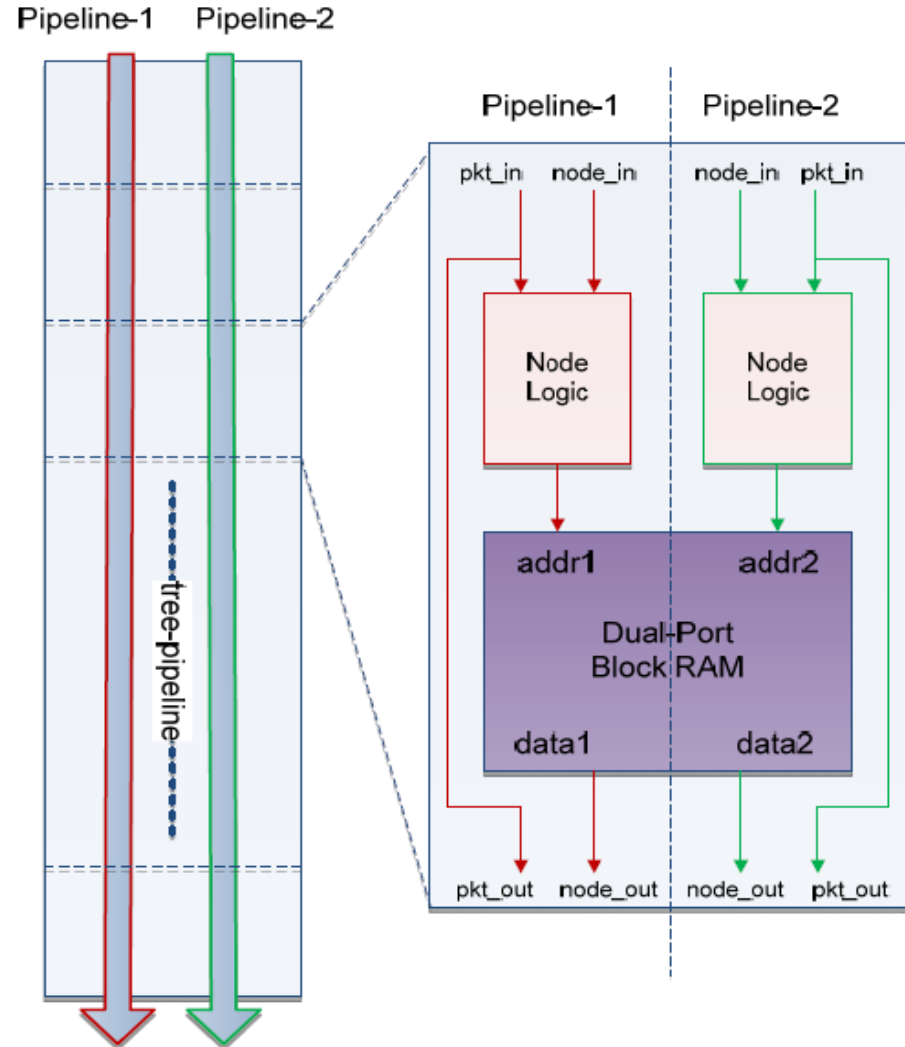 Pipeline-1 Pipeline-2
tree-pipeline
Pipeline-1 Pipeline-2
pkt_in node_in node_in pkt_in
Node
Logic
Node
Logic
addr1 addr2
Dual-Port
Block RAM
data1 data2
pkt_out node_out node_out pkt_out